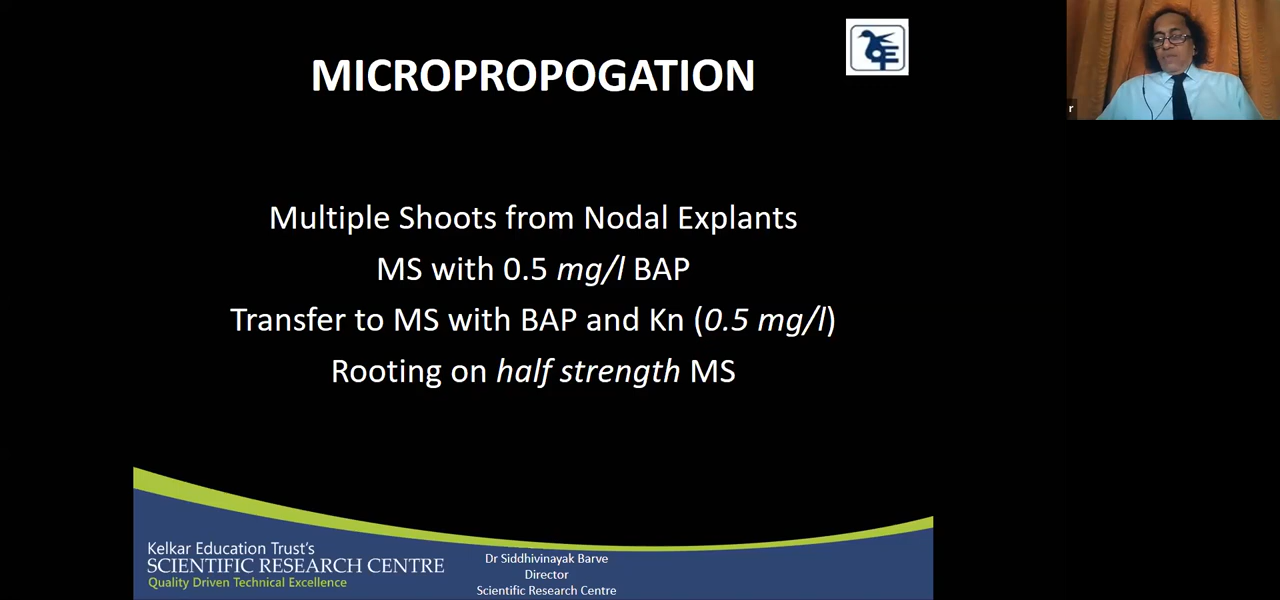 MICROPROPOGATION
r
Multiple Shoots from Nodal Explants
MS with 0.5 mg/l BAP
Transfer to MS with BAP and Kn (0.5 mg/l)
Rooting on half strength MS
Kelkar Education Trust's
SCIENTIFIC RESEARCH CENTRE
Quality Driven Technical Excellence
Dr Siddhivinayak Barve
Director
Scientific Research Centre